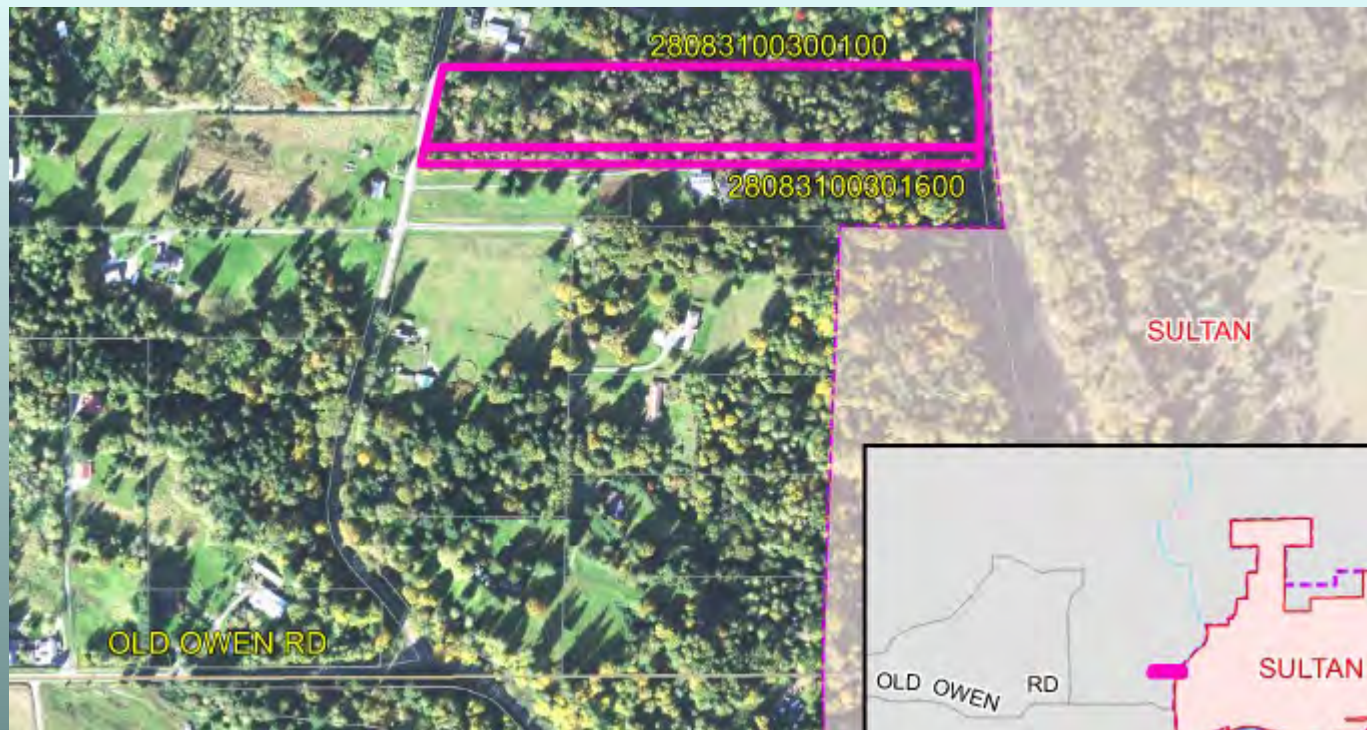 28083100300100
28083100301600
SULTAN
OLD OWEN RD
OLD OWEN RD
SULTAN